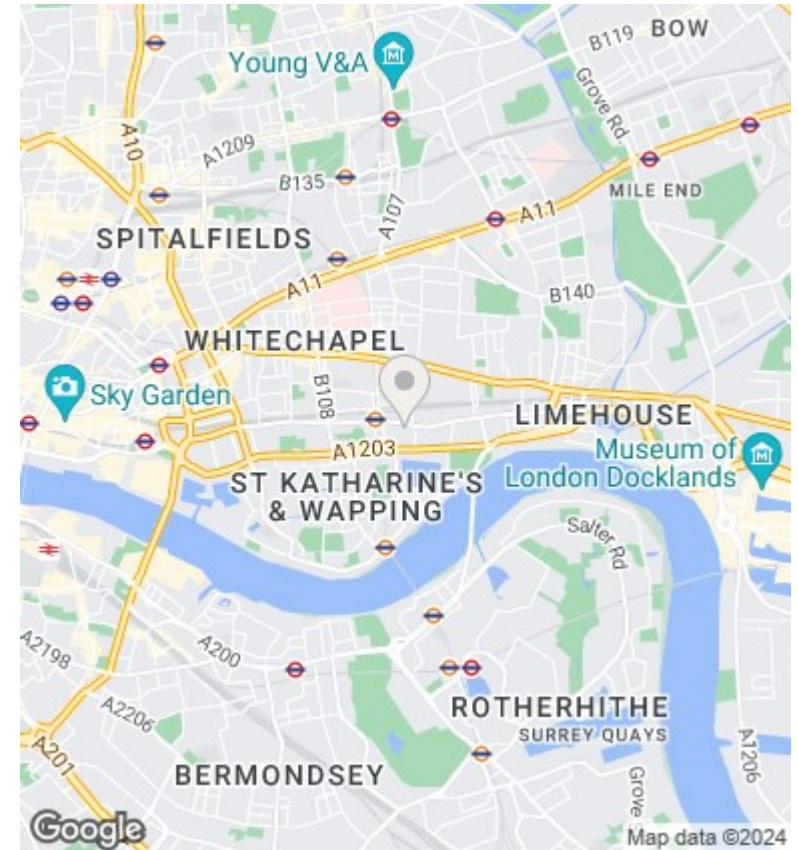 B119 BOW
Young V&A
Grove Rd.
A10
A1209
B135
A107
MILE END
A11
SPITALFIELDS
A11
B140
WHITECHAPEL
Sky Garden
B108
LIMEHOUSE
A1203
Museum of
London Docklands
ST KATHARINE'S
& WAPPING
Salter Rd
A2198
A200
A2206
ROTHERHITHE
SURREY QUAYS
A201
A1206
BERMONDSEY
Google
Map data ©2024